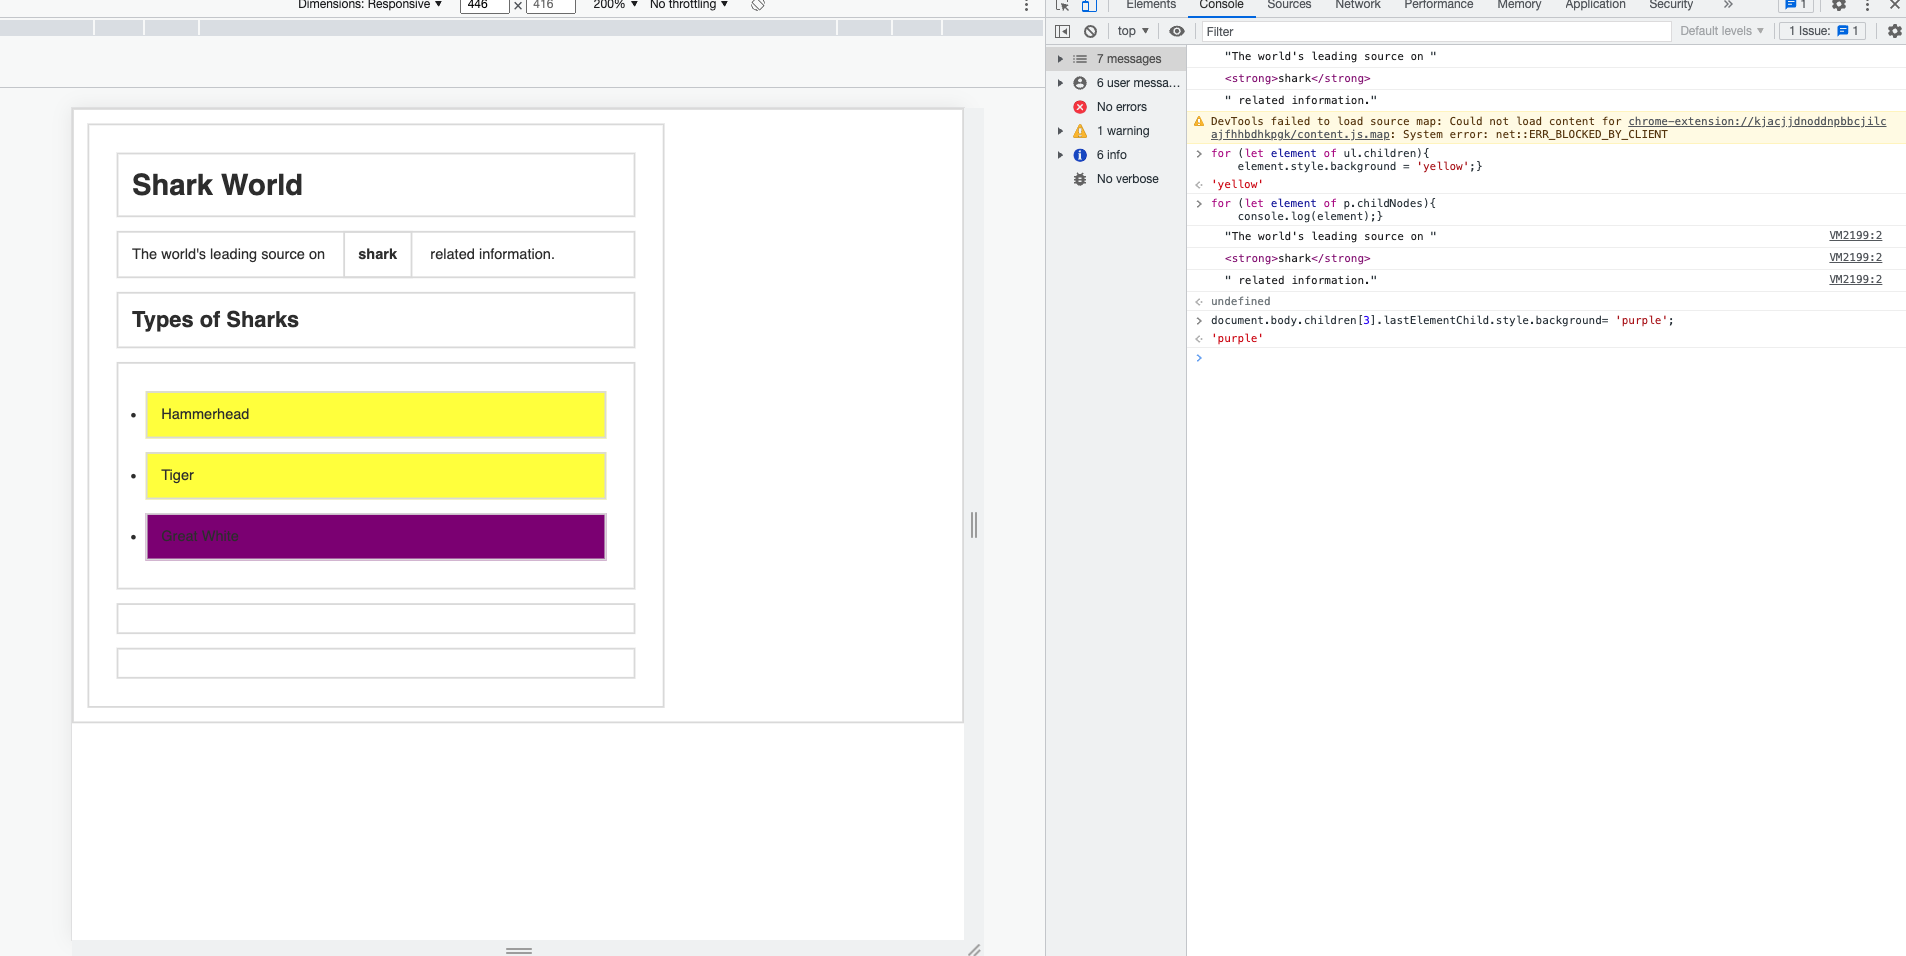 Dimensions: Responsive ▼ 446 × 416 200% ▼ No throttling ▼
Elements Console Sources Network Performance Memory Application Security » 1
top ▼ Filter Default levels ▼ 1 Issue: 1
7 messages
6 user messa...
No errors
1 warning
6 info
No verbose
Shark World
The world's leading source on shark related information.
Types of Sharks
• Hammerhead
• Tiger
• Great White
"The world's leading source on "
<strong>shark</strong>
" related information."
DevTools failed to load source map: Could not load content for chrome-extension://kjacjjdnoddnpbbcjilc
ajfhhbdhkpgk/content.js.map: System error: net::ERR_BLOCKED_BY_CLIENT
> for (let element of ul.children){
element.style.background = 'yellow';}
'yellow'
> for (let element of p.childNodes){
console.log(element);}
"The world's leading source on " VM2199:2
<strong>shark</strong> VM2199:2
" related information." VM2199:2
undefined
> document.body.children[3].lastElementChild.style.background= 'purple';
'purple'
>